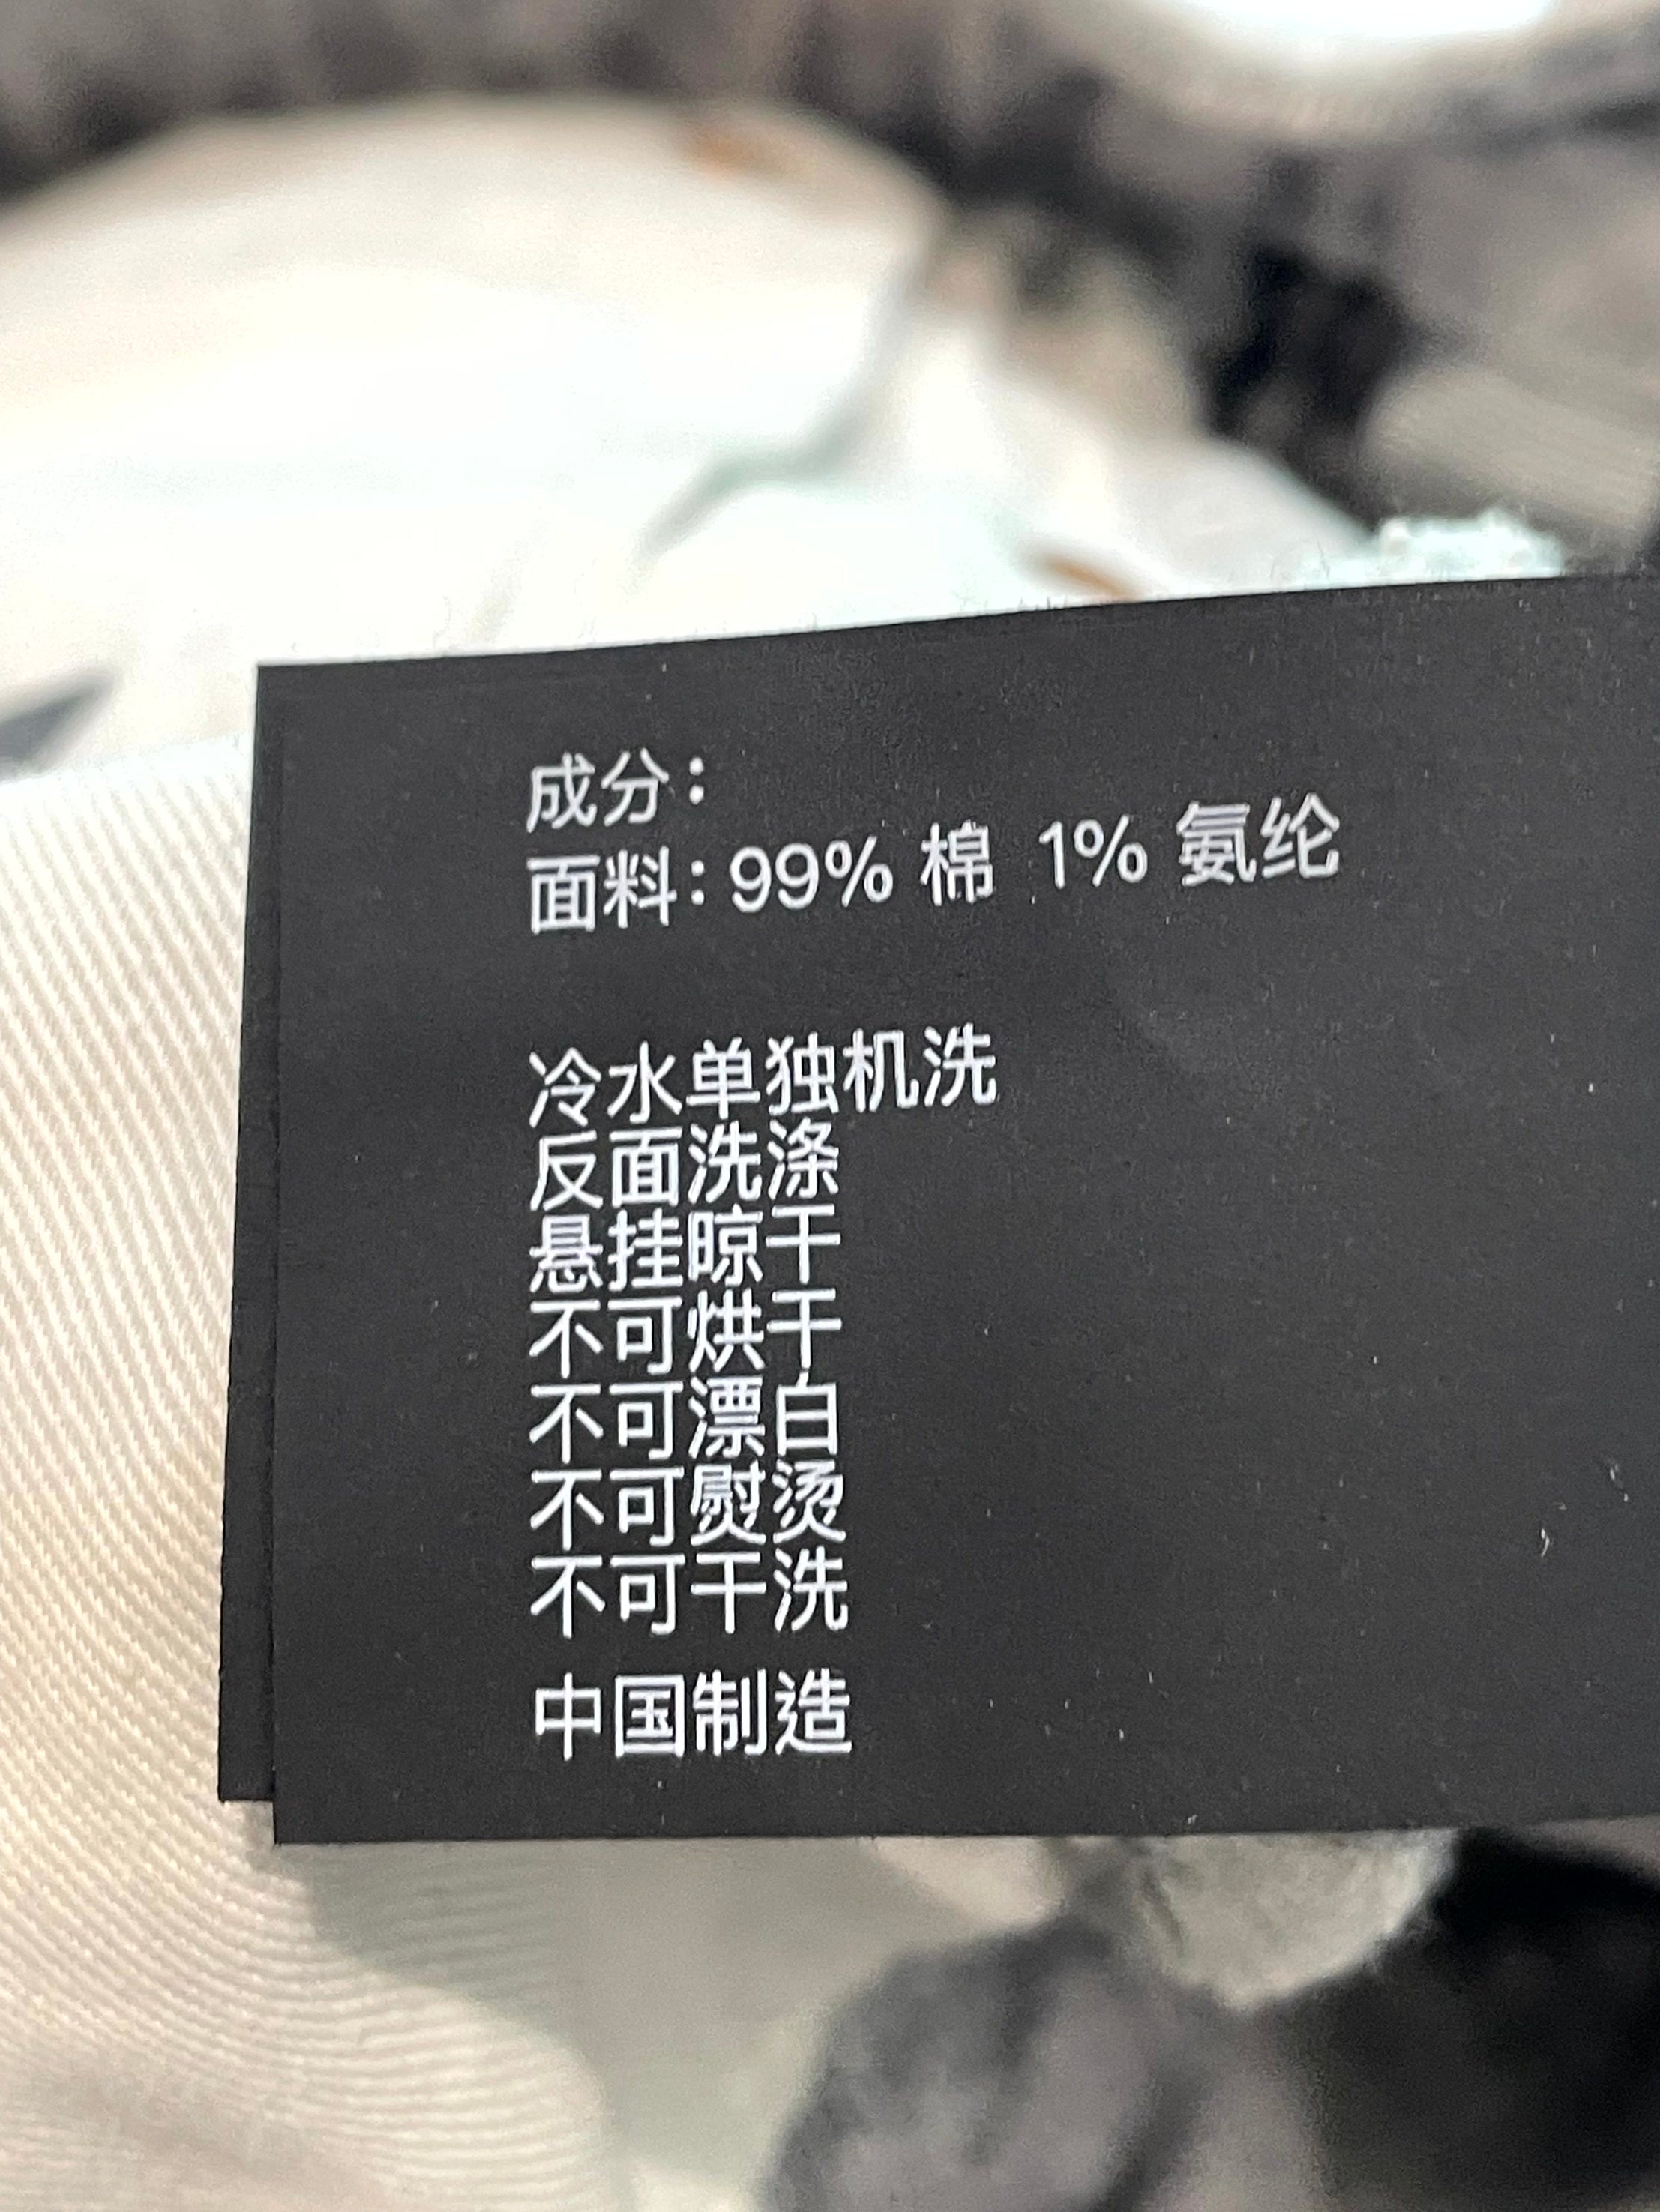 成分：
面料：99% 棉 1% 氨纶
冷水单独机洗
反面洗涤
悬挂晾干
不可烘干
不可漂白
不可熨烫
不可干洗
中国制造